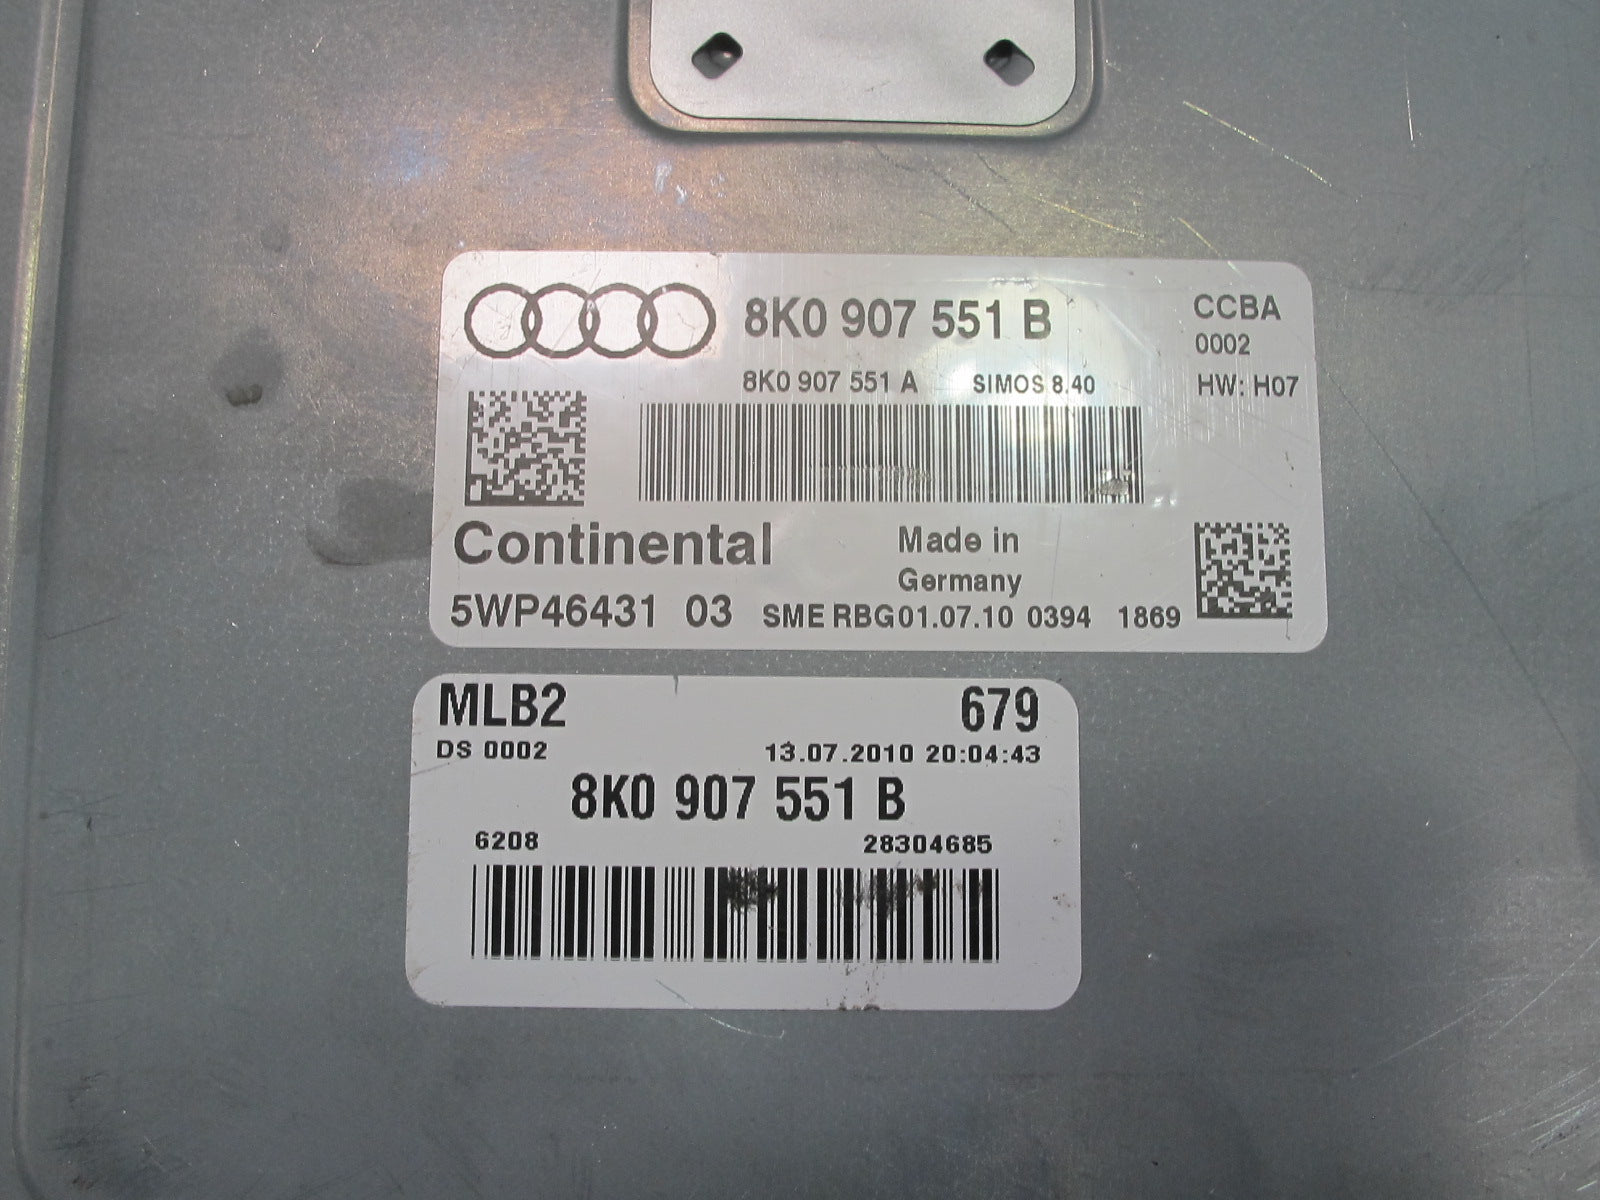 8K0 907 551 B CCBA
0002
8K0 907 551 A SIMOS 8.40 HW: H07
Continental Made in
Germany
5WP46431 03 SME RBG01.07.10 0394 1869
MLB2 679
DS 0002 13.07.2010 20:04:43
8K0 907 551 B
6208 28304685